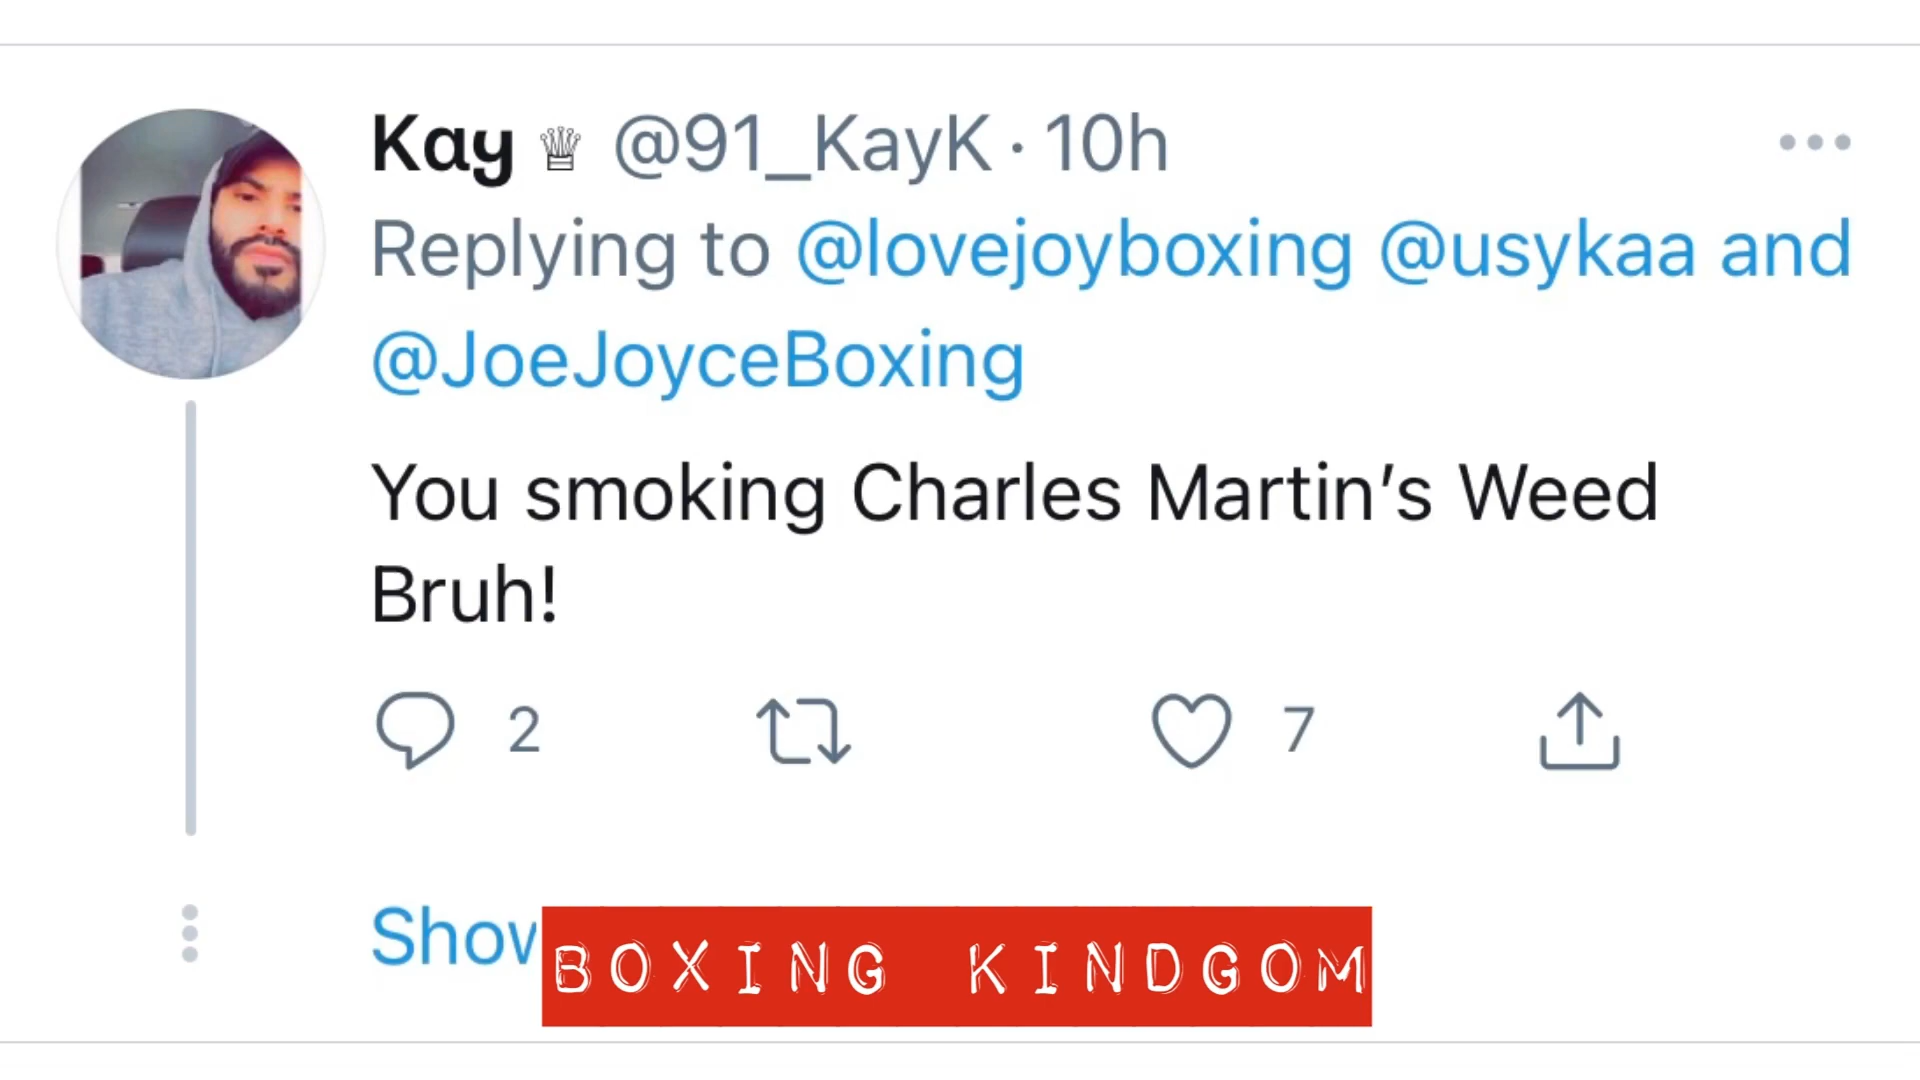 Kay ♕ @91_KayK · 10h
Replying to @lovejoyboxing @usykaa and
@JoeJoyceBoxing
You smoking Charles Martin’s Weed
Bruh!
2 7
Show
BOXING KINDGOM